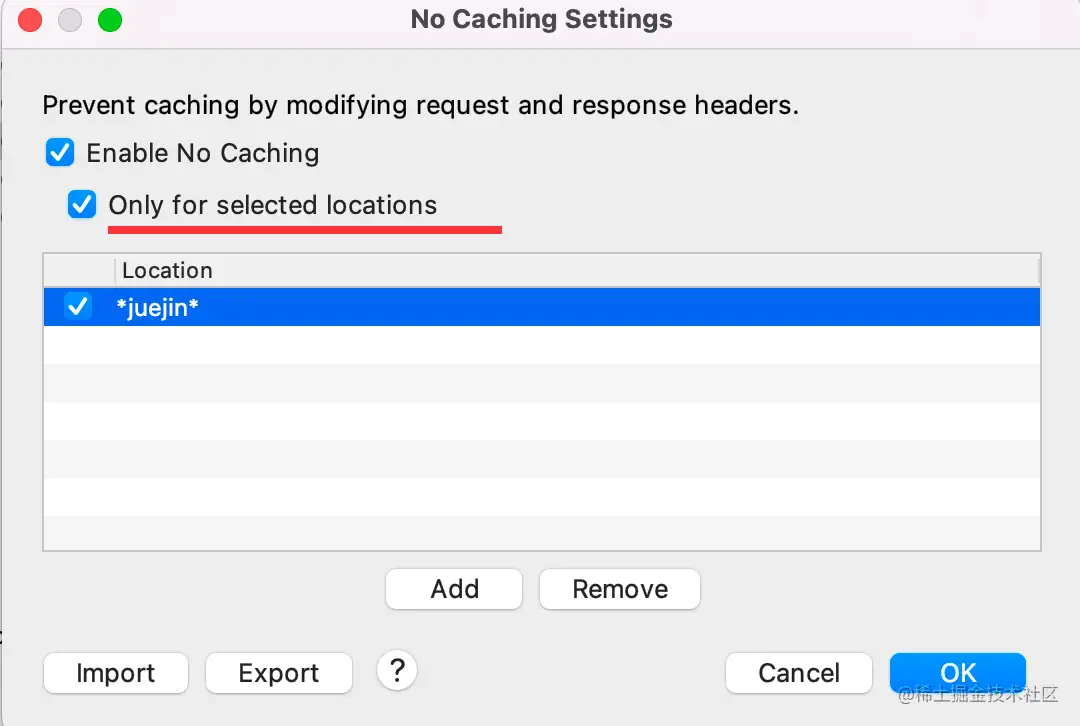 No Caching Settings
Prevent caching by modifying request and response headers.
Enable No Caching
Only for selected locations
Location
*juejin*
Add Remove
Import Export ? Cancel OK
@稀土掘金技术社区